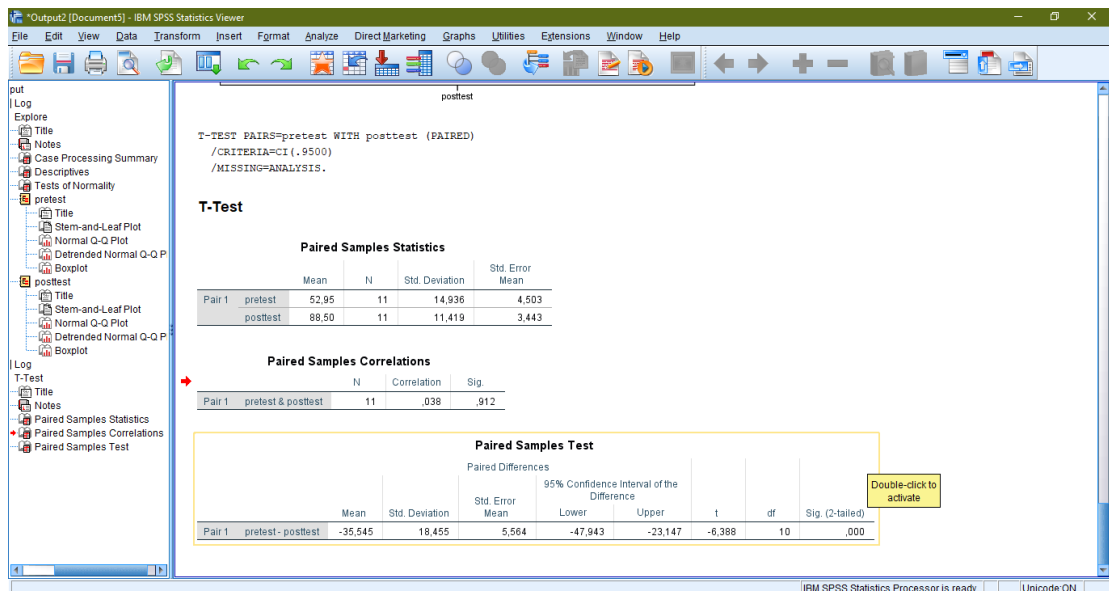 *Output2 [Document5] - IBM SPSS Statistics Viewer
File Edit View Data Transform Insert Format Analyze Direct Marketing Graphs Utilities Extensions Window Help
put
Log
Explore
Title
Notes
Case Processing Summary
Descriptives
Tests of Normality
pretest
Title
Stem-and-Leaf Plot
Normal Q-Q Plot
Detrended Normal Q-Q P
Boxplot
posttest
Title
Stem-and-Leaf Plot
Normal Q-Q Plot
Detrended Normal Q-Q P
Boxplot
Log
T-Test
Title
Notes
Paired Samples Statistics
Paired Samples Correlations
Paired Samples Test
posttest
T-TEST PAIRS=pretest WITH posttest (PAIRED)
/CRITERIA=CI(.9500)
/MISSING=ANALYSIS.
T-Test
Paired Samples Statistics
Mean N Std. Deviation Std. Error Mean
Pair 1 pretest 52,95 11 14,936 4,503
posttest 88,50 11 11,419 3,443
Paired Samples Correlations
N Correlation Sig.
Pair 1 pretest & posttest 11 ,038 ,912
Paired Samples Test
Paired Differences
95% Confidence Interval of the Difference
Mean Std. Deviation Std. Error Mean Lower Upper t df Sig. (2-tailed)
Pair 1 pretest - posttest -35,545 18,455 5,564 -47,943 -23,147 -6,388 10 ,000
Double-click to
activate
IBM SPSS Statistics Processor is ready Unicode:ON